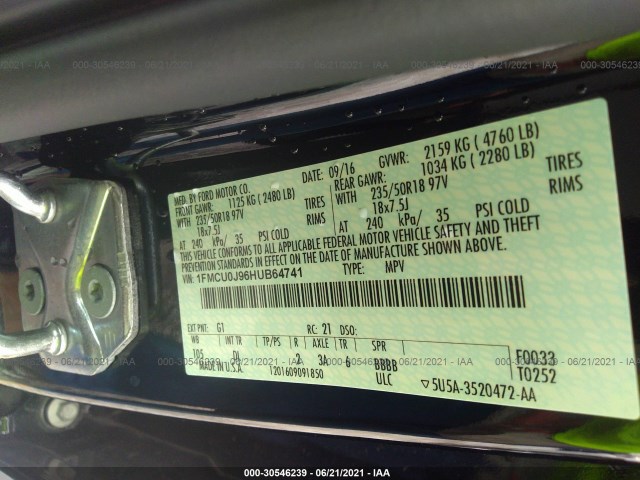 000-30546239 - 06/21/2021 - IAA
MFD. BY FORD MOTOR CO.
DATE: 09/16 GVWR: 2159 KG ( 4760 LB)
FRONT GAWR: 1125 KG ( 2480 LB)
REAR GAWR: 1034 KG ( 2280 LB)
WITH 235/50R18 97V TIRES
18x7.5J RIMS
AT 240 kPa/ 35 PSI COLD
WITH 235/50R18 97V TIRES
18x7.5J RIMS
AT 240 kPa/ 35 PSI COLD
THIS VEHICLE CONFORMS TO ALL APPLICABLE FEDERAL MOTOR VEHICLE SAFETY AND THEFT
PREVENTION STANDARDS IN EFFECT ON THE DATE OF MANUFACTURE SHOWN ABOVE.
VIN: 1FMCU0J96HUB64741 TYPE: MPV
EXT PNT: G1 RC: 21 DSO:
WB INT TR TP/PS R AXLE TR SPR
105 DL 2 3A 6 BBBB
F0033
T0252
MADE IN U.S.A. 1201609091850 ULC
▽5U5A-3520472-AA
000-30546239 - 06/21/2021 - IAA